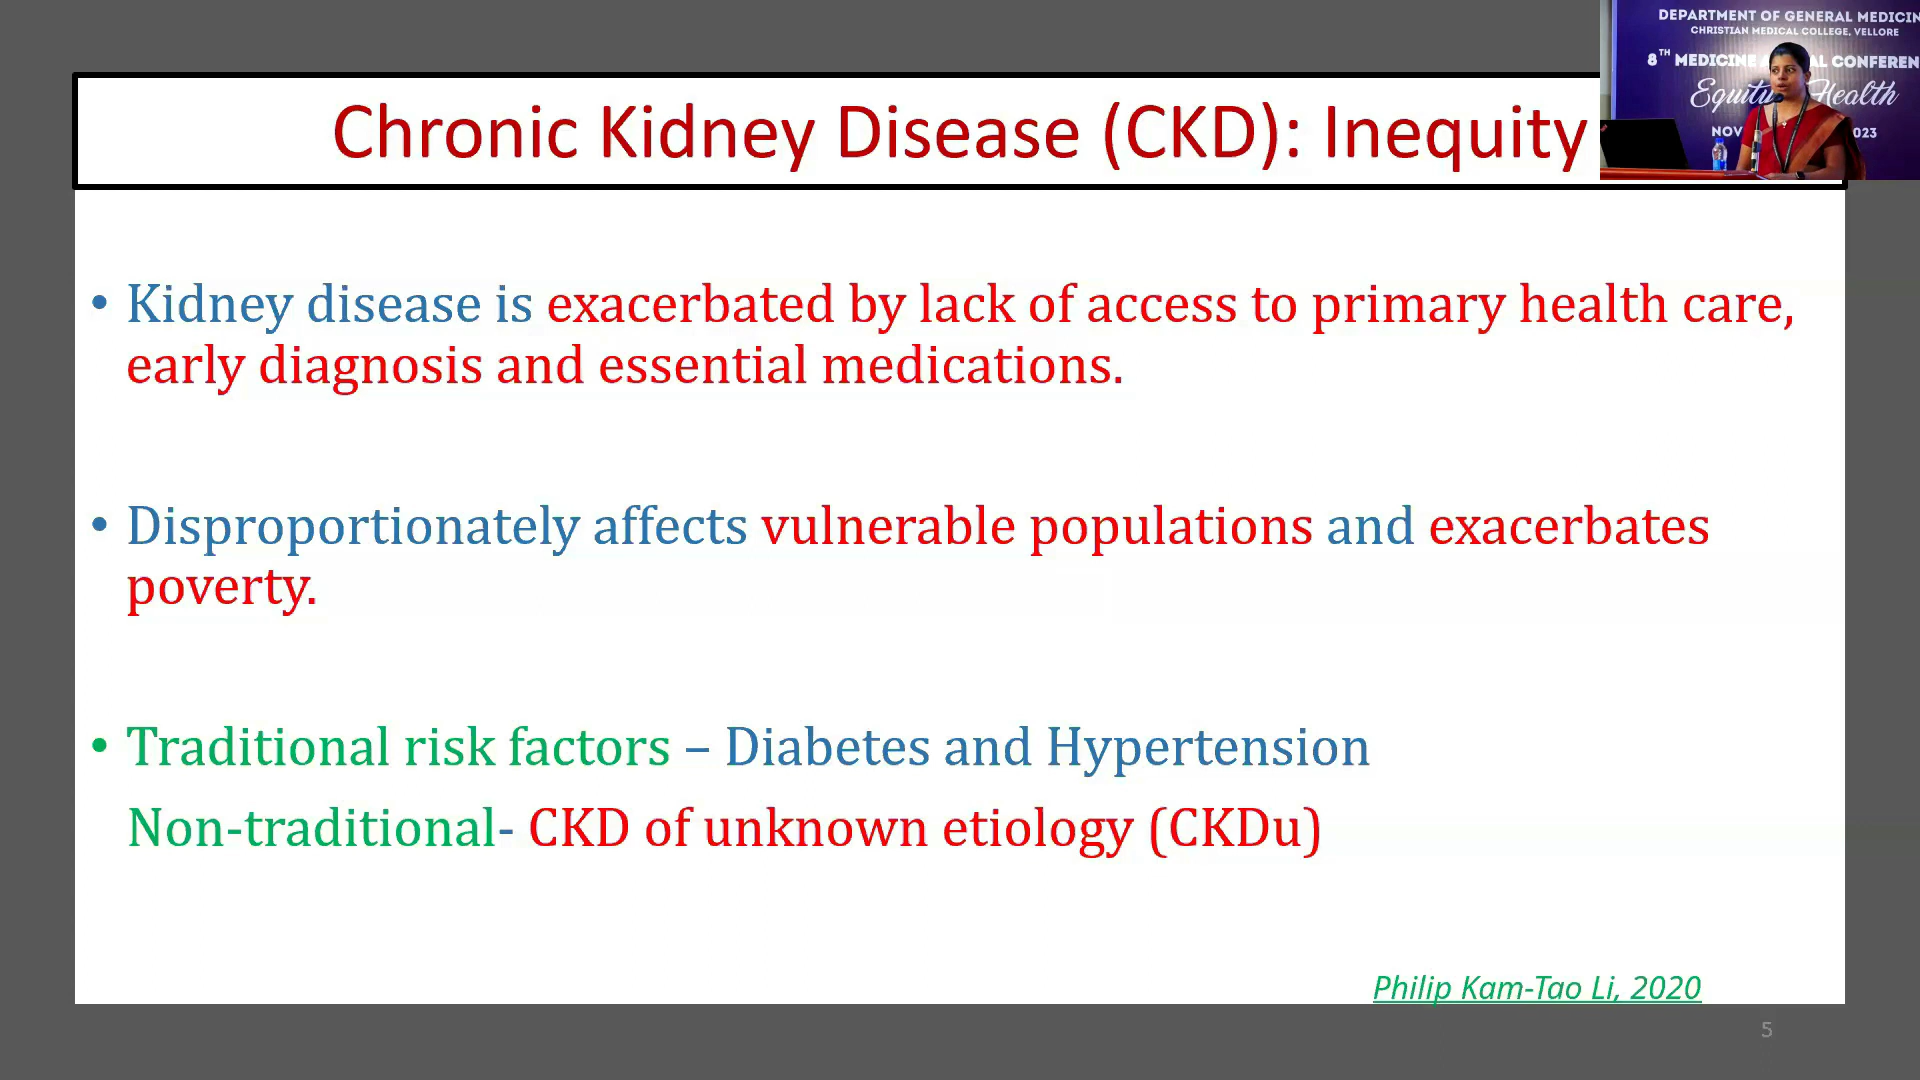 DEPARTMENT OF GENERAL MEDICIN
CHRISTIAN MEDICAL COLLEGE, VELLORE
8TH MEDICINE AL CONFEREN
Health
NOV 023
Chronic Kidney Disease (CKD): Inequity
• Kidney disease is exacerbated by lack of access to primary health care,
early diagnosis and essential medications.
• Disproportionately affects vulnerable populations and exacerbates
poverty.
• Traditional risk factors – Diabetes and Hypertension
Non-traditional- CKD of unknown etiology (CKDu)
Philip Kam-Tao Li, 2020
5